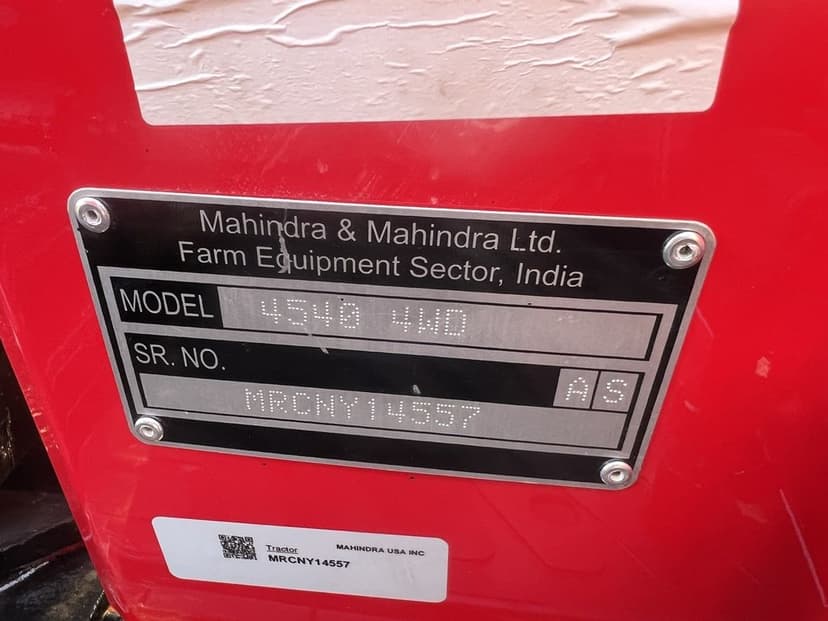 Mahindra & Mahindra Ltd.
Farm Equipment Sector, India
MODEL 4540 4WD
SR. NO. A S
MRCNY14557
Tractor MAHINDRA USA INC
MRCNY14557